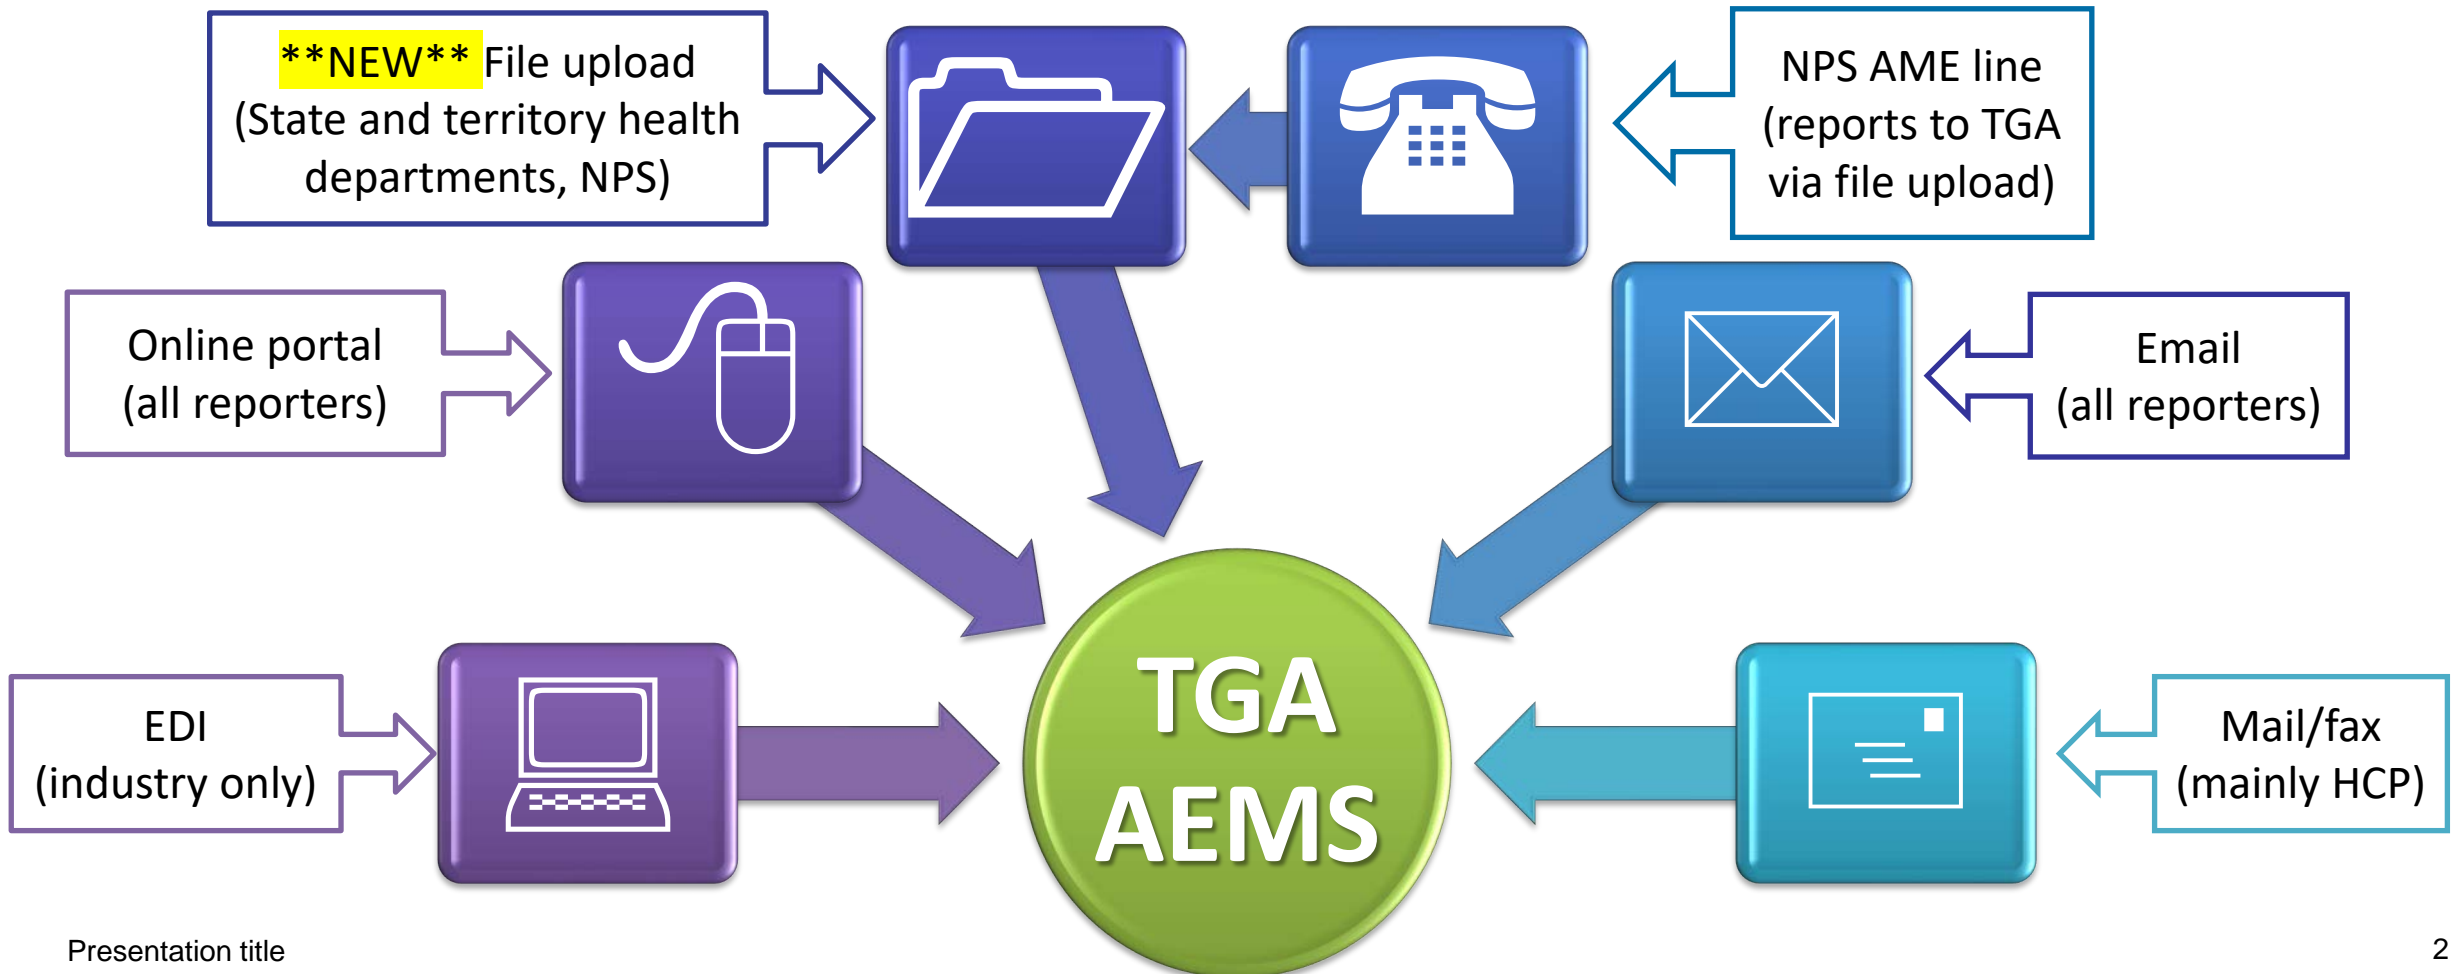 **NEW** File upload
(State and territory health
departments, NPS)
NPS AME line
(reports to TGA
via file upload)
Online portal
(all reporters)
Email
(all reporters)
EDI
(industry only)
TGA
AEMS
Mail/fax
(mainly HCP)
Presentation title
2